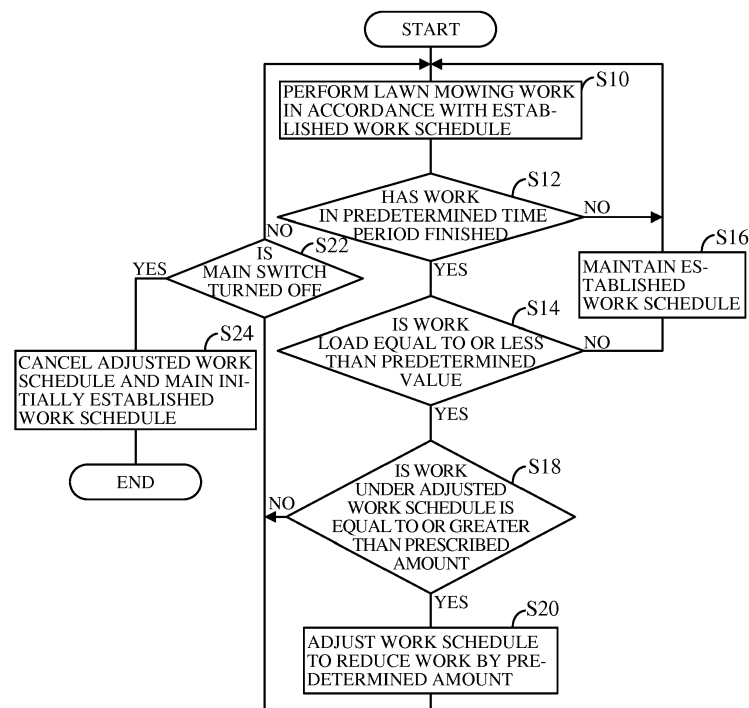 START
S10
PERFORM LAWN MOWING WORK
IN ACCORDANCE WITH ESTAB-
LISHED WORK SCHEDULE
S12
HAS WORK
IN PREDETERMINED TIME
PERIOD FINISHED
NO
YES
S16
MAINTAIN ES-
TABLISHED
WORK SCHEDULE
NO
S22
IS
MAIN SWITCH
TURNED OFF
YES
S14
IS WORK
LOAD EQUAL TO OR LESS
THAN PREDETERMINED
VALUE
NO
YES
S24
CANCEL ADJUSTED WORK
SCHEDULE AND MAIN INI-
TIALLY ESTABLISHED
WORK SCHEDULE
END
S18
IS WORK
UNDER ADJUSTED
WORK SCHEDULE IS
EQUAL TO OR GREATER
THAN PRESCRIBED
AMOUNT
NO
YES
S20
ADJUST WORK SCHEDULE
TO REDUCE WORK BY PRE-
DETERMINED AMOUNT